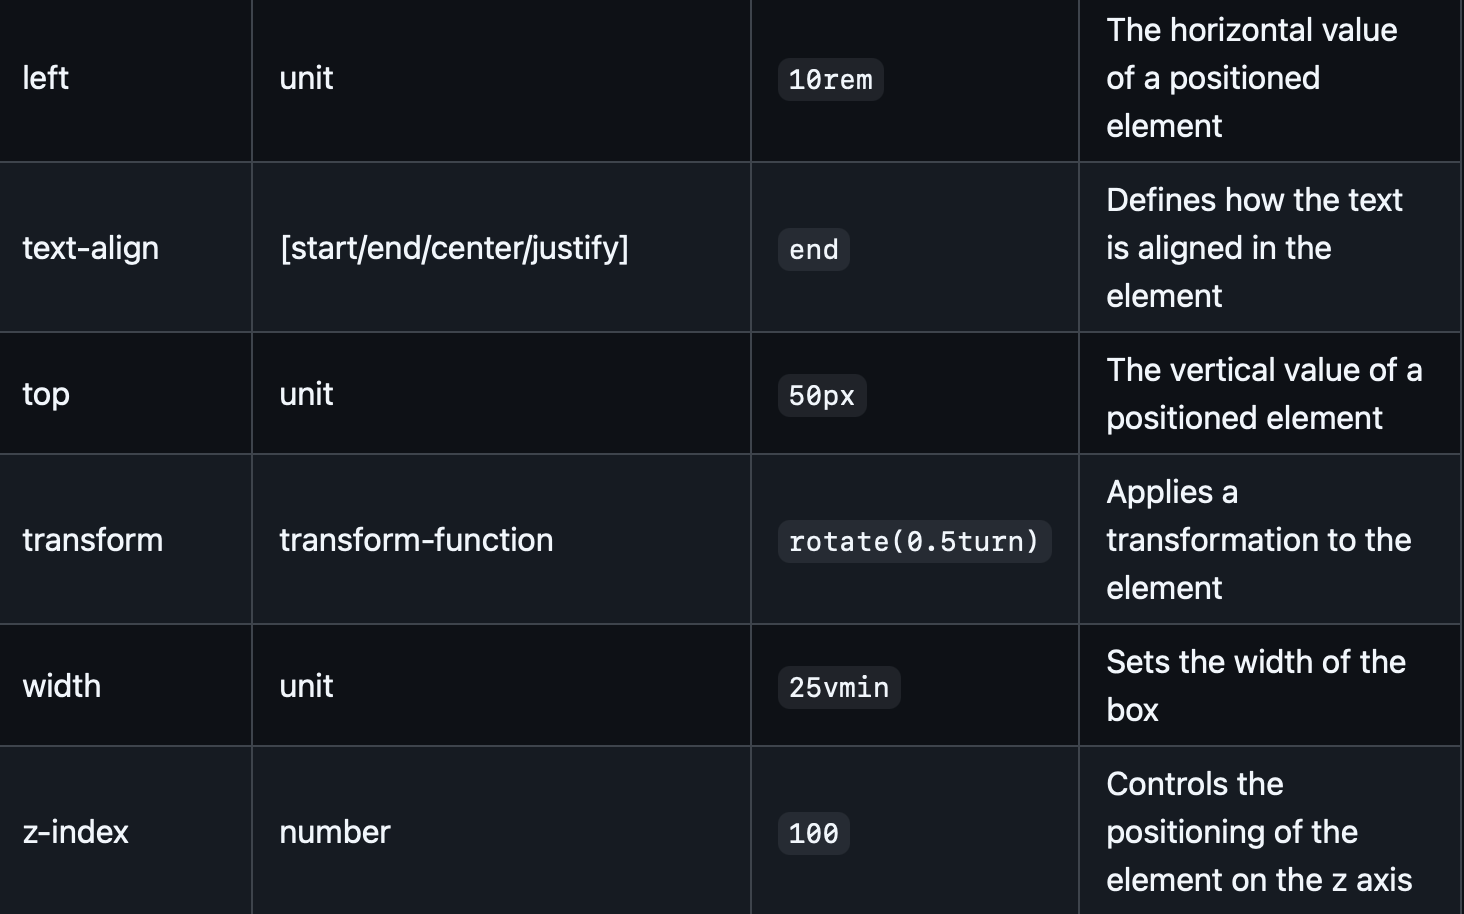 left unit 10rem The horizontal value
of a positioned
element
text-align [start/end/center/justify] end Defines how the text
is aligned in the
element
top unit 50px The vertical value of a
positioned element
transform transform-function rotate(0.5turn) Applies a
transformation to the
element
width unit 25vmin Sets the width of the
box
z-index number 100 Controls the
positioning of the
element on the z axis